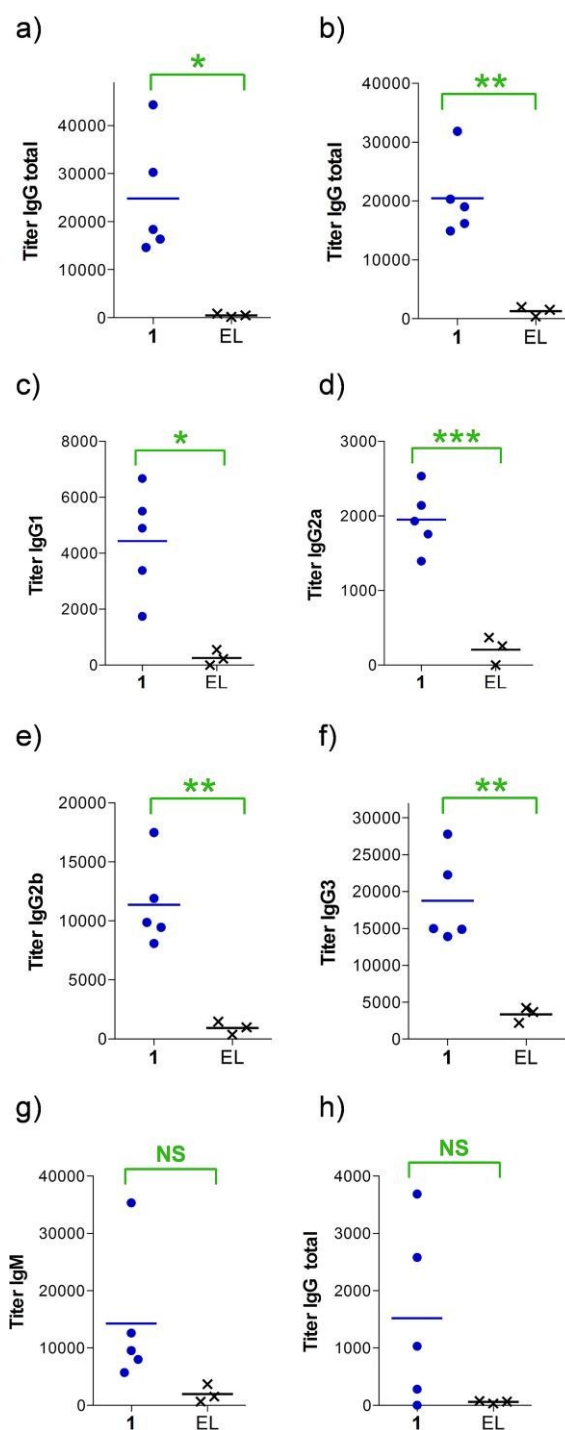 a)
*
Titer IgG total
40000
30000
20000
10000
0
1 EL
b)
**
Titer IgG total
40000
30000
20000
10000
0
1 EL
c)
*
Titer IgG1
8000
6000
4000
2000
0
1 EL
d)
***
Titer IgG2a
3000
2000
1000
0
1 EL
e)
**
Titer IgG2b
20000
15000
10000
5000
0
1 EL
f)
**
Titer IgG3
30000
25000
20000
15000
10000
5000
0
1 EL
g)
NS
Titer IgM
40000
30000
20000
10000
0
1 EL
h)
NS
Titer IgG total
4000
3000
2000
1000
0
1 EL